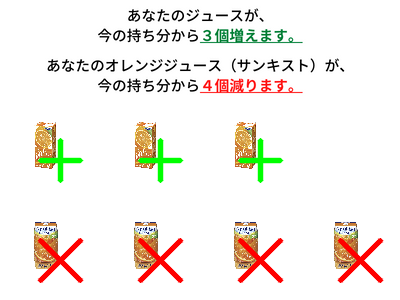 あなたのジュースが、
今の持ち分から３個増えます。
あなたのオレンジジュース（サンキスト）が、
今の持ち分から４個減ります。